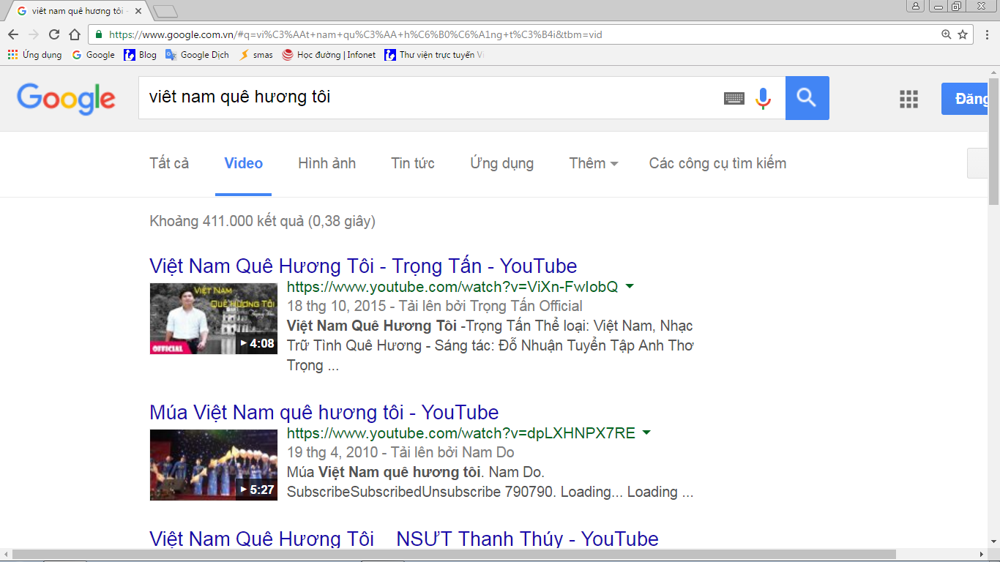 viêt nam quê hương tôi -
https://www.google.com.vn/#q=vi%C3%AAt+nam+qu%C3%AA+h%C6%B0%C6%A1ng+t%C3%B4i&tbm=vid
Ứng dụng Google Blog Google Dịch smas Học đường | Infonet Thư viện trực tuyến Vi
Google viêt nam quê hương tôi Đăng
Tất cả Video Hình ảnh Tin tức Ứng dụng Thêm Các công cụ tìm kiếm
Khoảng 411.000 kết quả (0,38 giây)
Việt Nam Quê Hương Tôi - Trọng Tấn - YouTube
VIỆT NAM
QUÊ HƯƠNG TÔI
Trọng Tấn
OFFICIAL
4:08
https://www.youtube.com/watch?v=ViXn-FwIobQ
18 thg 10, 2015 - Tải lên bởi Trọng Tấn Official
Việt Nam Quê Hương Tôi -Trọng Tấn Thể loại: Việt Nam, Nhạc
Trữ Tình Quê Hương - Sáng tác: Đỗ Nhuận Tuyển Tập Anh Thơ
Trọng ...
Múa Việt Nam quê hương tôi - YouTube
5:27
https://www.youtube.com/watch?v=dpLXHNPX7RE
19 thg 4, 2010 - Tải lên bởi Nam Do
Múa Việt Nam quê hương tôi. Nam Do.
SubscribeSubscribedUnsubscribe 790790. Loading... Loading ...
Việt Nam Quê Hương Tôi NSƯT Thanh Thúy - YouTube